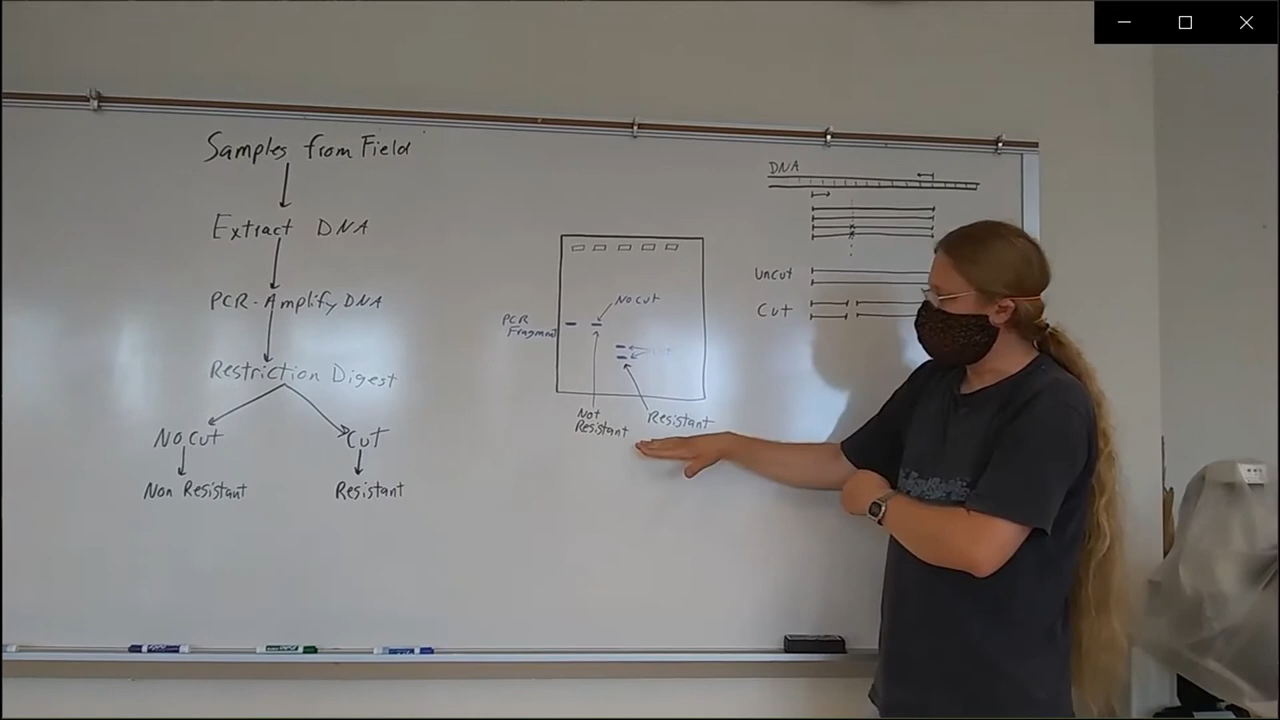 Samples from Field
Extract DNA
PCR-Amplify DNA
Restriction Digest
No Cut
Cut
Non Resistant
Resistant
PCR
Fragment
No Cut
Cut
Not
Resistant
Resistant
DNA
Uncut
Cut